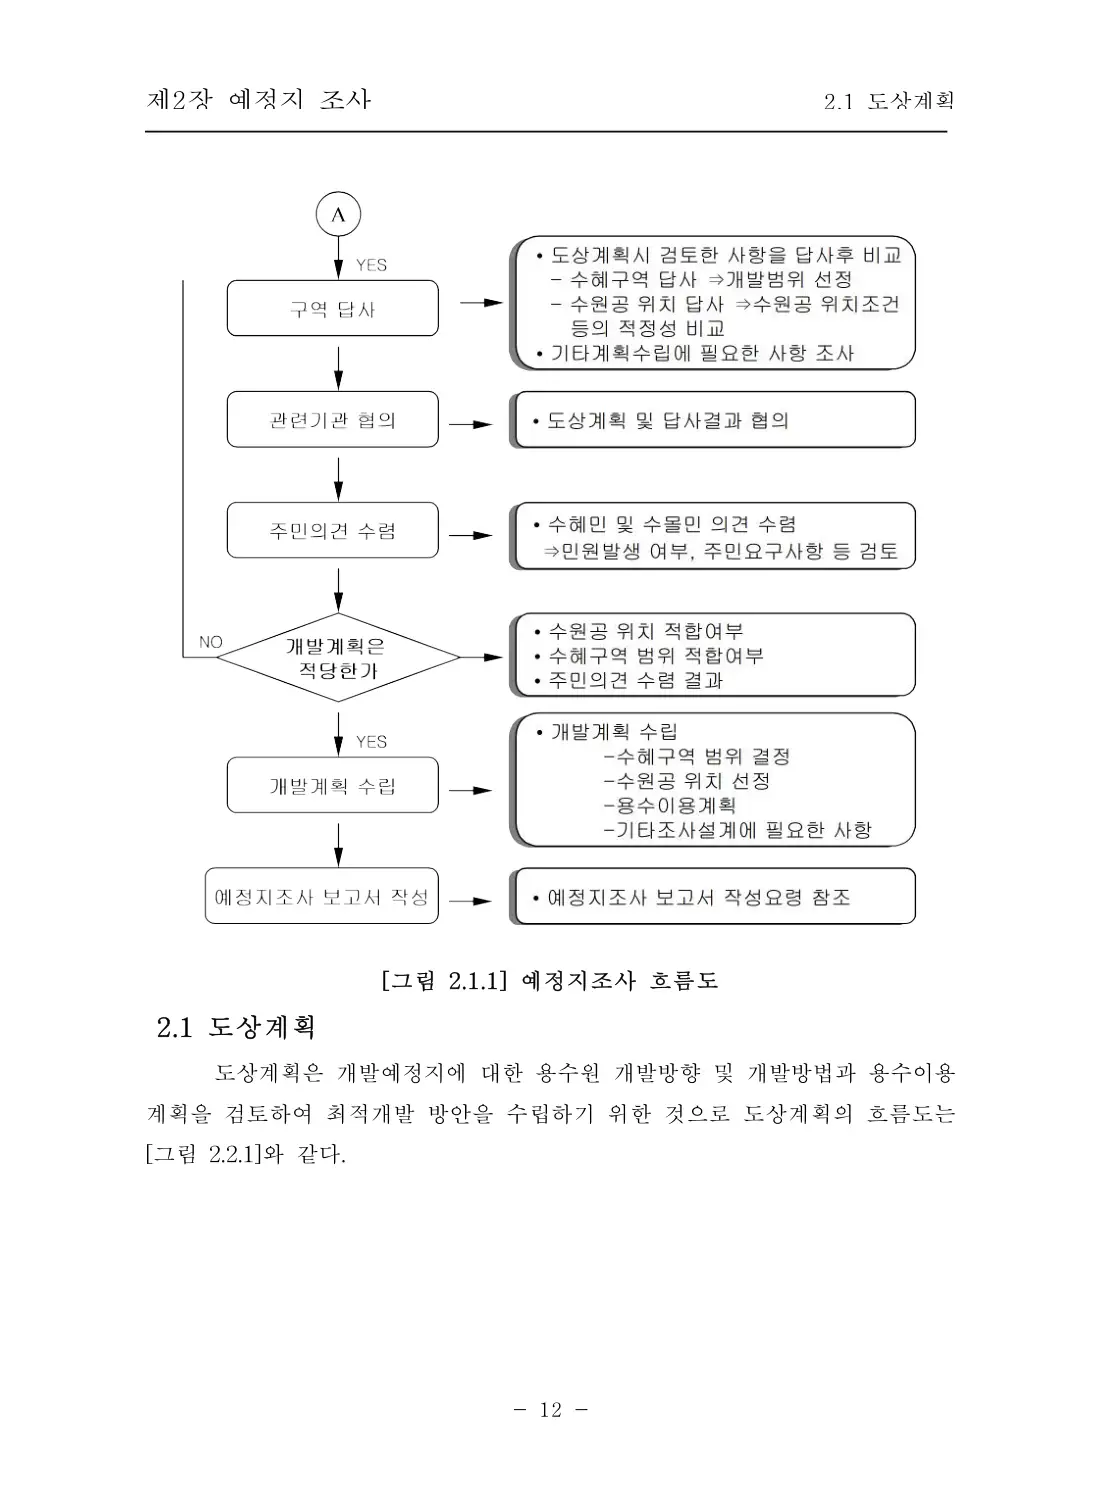 제2장 예정지 조사
2.1 도상계획
A
YES
구역 답사
• 도상계획시 검토한 사항을 답사후 비교
- 수혜구역 답사 ⇒개발범위 선정
- 수원공 위치 답사 ⇒수원공 위치조건
등의 적정성 비교
• 기타계획수립에 필요한 사항 조사
관련기관 협의
• 도상계획 및 답사결과 협의
주민의견 수렴
• 수혜민 및 수몰민 의견 수렴
⇒민원발생 여부, 주민요구사항 등 검토
NO
개발계획은
적당한가
• 수원공 위치 적합여부
• 수혜구역 범위 적합여부
• 주민의견 수렴 결과
YES
개발계획 수립
• 개발계획 수립
-수혜구역 범위 결정
-수원공 위치 선정
-용수이용계획
-기타조사설계에 필요한 사항
예정지조사 보고서 작성
• 예정지조사 보고서 작성요령 참조
[그림 2.1.1] 예정지조사 흐름도
2.1 도상계획
도상계획은 개발예정지에 대한 용수원 개발방향 및 개발방법과 용수이용
계획을 검토하여 최적개발 방안을 수립하기 위한 것으로 도상계획의 흐름도는
[그림 2.2.1]와 같다.
- 12 -